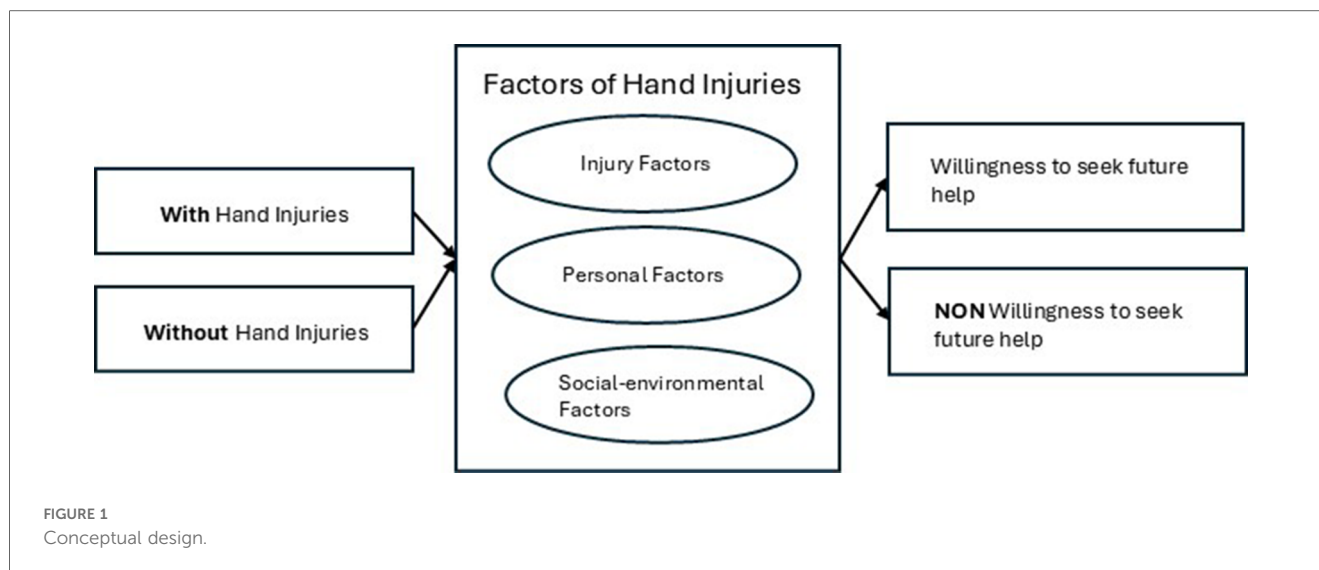 Factors of Hand Injuries
Injury Factors
Personal Factors
Social-environmental
Factors
With Hand Injuries
Without Hand Injuries
Willingness to seek future
help
NON Willingness to seek
future help
FIGURE 1
Conceptual design.